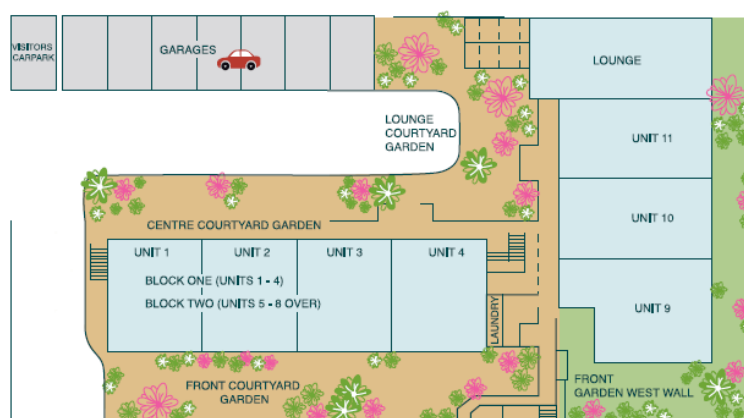 VISITORS
CARPARK
GARAGES
LOUNGE
LOUNGE
COURTYARD
GARDEN
UNIT 11
UNIT 10
CENTRE COURTYARD GARDEN
UNIT 1
UNIT 2
UNIT 3
UNIT 4
BLOCK ONE (UNITS 1 - 4)
BLOCK TWO (UNITS 5 - 8 OVER)
UNIT 9
LAUNDRY
FRONT COURTYARD
GARDEN
FRONT
GARDEN WEST WALL